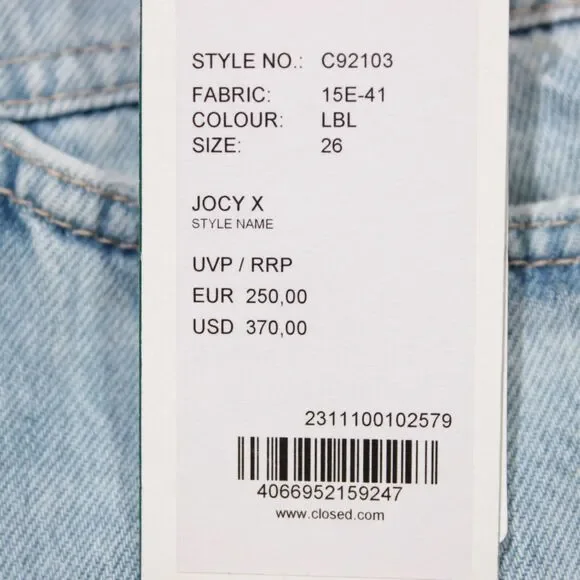 STYLE NO.: C92103
FABRIC: 15E-41
COLOUR: LBL
SIZE: 26
JOCY X
STYLE NAME
UVP / RRP
EUR 250,00
USD 370,00
2311100102579
4066952159247
www.closed.com